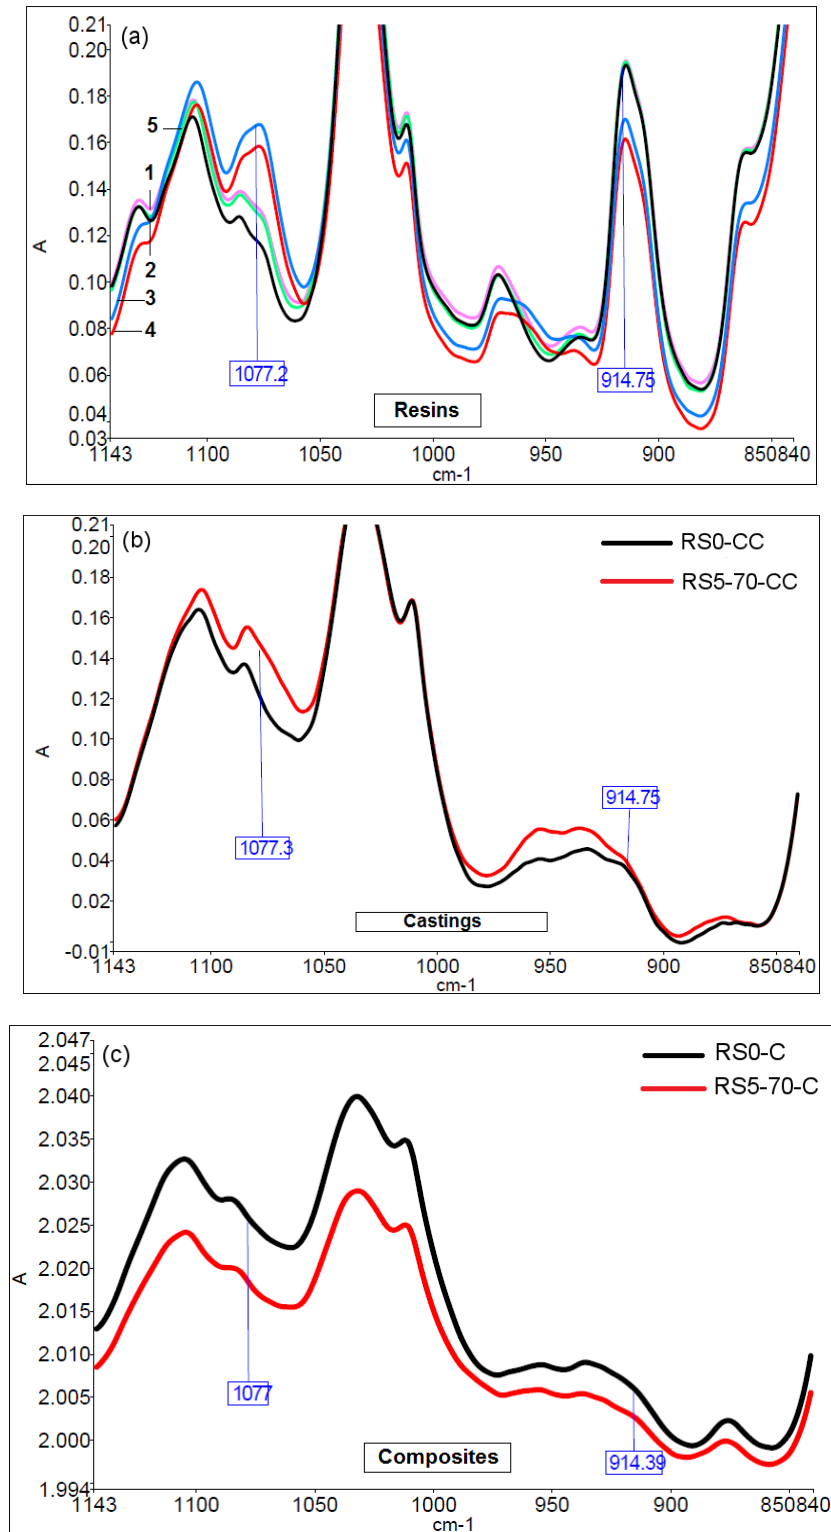 (a)
0.21
0.20
0.18
0.16
0.14
0.12
0.10
0.08
0.06
0.04
0.03
A
5
1
2
3
4
1077.2
914.75
Resins
1143 1100 1050 1000 950 900 850840
cm-1
(b)
RS0-CC
RS5-70-CC
0.21
0.20
0.18
0.16
0.14
0.12
0.10
0.08
0.06
0.04
0.02
-0.01
A
914.75
1077.3
Castings
1143 1100 1050 1000 950 900 850840
cm-1
(c)
RS0-C
RS5-70-C
2.047
2.045
2.040
2.035
2.030
2.025
2.020
2.015
2.010
2.005
2.000
1.994
A
1077
914.39
Composites
1143 1100 1050 1000 950 900 850840
cm-1